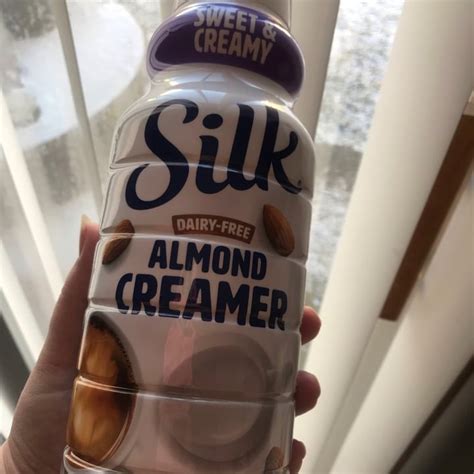 SWEET &
CREAMY
Silk
DAIRY-FREE
ALMOND
CREAMER